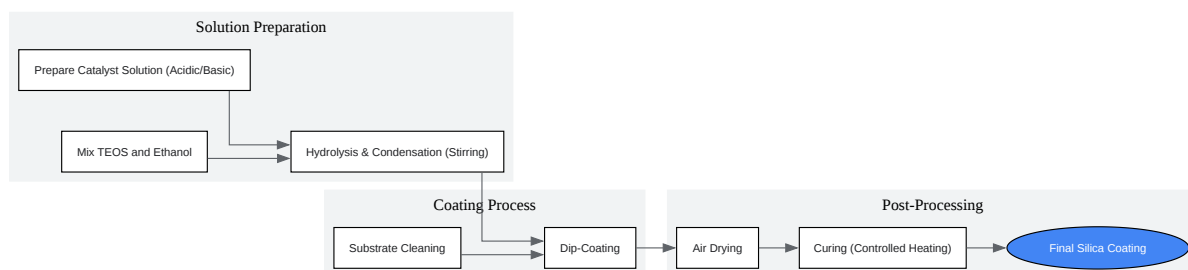 Solution Preparation
Prepare Catalyst Solution (Acidic/Basic)
Mix TEOS and Ethanol
Hydrolysis & Condensation (Stirring)
Coating Process
Substrate Cleaning
Dip-Coating
Post-Processing
Air Drying
Curing (Controlled Heating)
Final Silica Coating